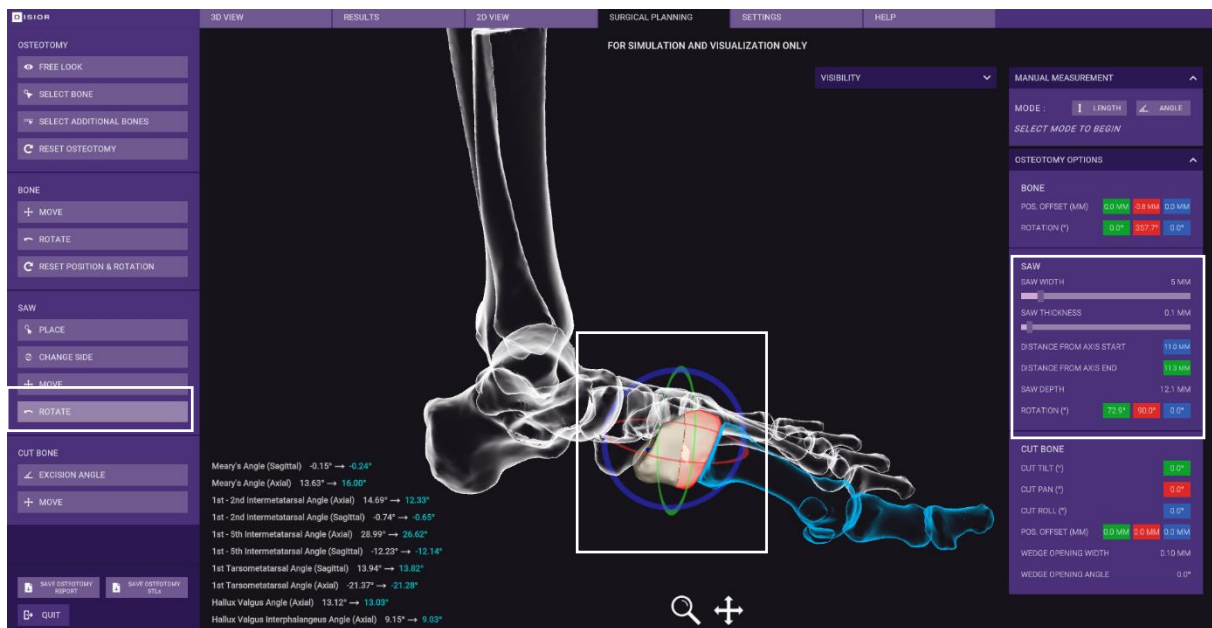 DISIOR
3D VIEW
RESULTS
2D VIEW
SURGICAL PLANNING
SETTINGS
HELP
OSTEOTOMY
FREE LOOK
SELECT BONE
SELECT ADDITIONAL BONES
RESET OSTEOTOMY
BONE
MOVE
ROTATE
RESET POSITION & ROTATION
SAW
PLACE
CHANGE SIDE
MOVE
ROTATE
CUT BONE
EXCISION ANGLE
MOVE
SAVE OSTEOTOMY
REPORT
SAVE OSTEOTOMY
STLs
QUIT
FOR SIMULATION AND VISUALIZATION ONLY
VISIBILITY
Meary's Angle (Sagittal) -0.15° → -0.24°
Meary's Angle (Axial) 13.63° → 16.00°
1st - 2nd Intermetatarsal Angle (Axial) 14.69° → 12.33°
1st - 2nd Intermetatarsal Angle (Sagittal) -0.74° → -0.65°
1st - 5th Intermetatarsal Angle (Axial) 28.99° → 26.62°
1st - 5th Intermetatarsal Angle (Sagittal) -12.23° → -12.14°
1st Tarsometatarsal Angle (Sagittal) 13.94° → 13.82°
1st Tarsometatarsal Angle (Axial) -21.37° → -21.28°
Hallux Valgus Angle (Axial) 13.12° → 13.03°
Hallux Valgus Interphalangeus Angle (Axial) 9.15° → 9.03°
MANUAL MEASUREMENT
MODE : LENGTH ANGLE
SELECT MODE TO BEGIN
OSTEOTOMY OPTIONS
BONE
POS. OFFSET (MM) 0.0 MM -0.8 MM 0.0 MM
ROTATION (°) 0.0° 357.7° 0.0°
SAW
SAW WIDTH 5 MM
SAW THICKNESS 0.1 MM
DISTANCE FROM AXIS START 11.0 MM
DISTANCE FROM AXIS END 11.3 MM
SAW DEPTH 12.1 MM
ROTATION (°) 72.9° 90.0° 0.0°
CUT BONE
CUT TILT (°) 0.0°
CUT PAN (°) 0.0°
CUT ROLL (°) 0.0°
POS. OFFSET (MM) 0.0 MM 0.0 MM 0.0 MM
WEDGE OPENING WIDTH 0.10 MM
WEDGE OPENING ANGLE 0.0°